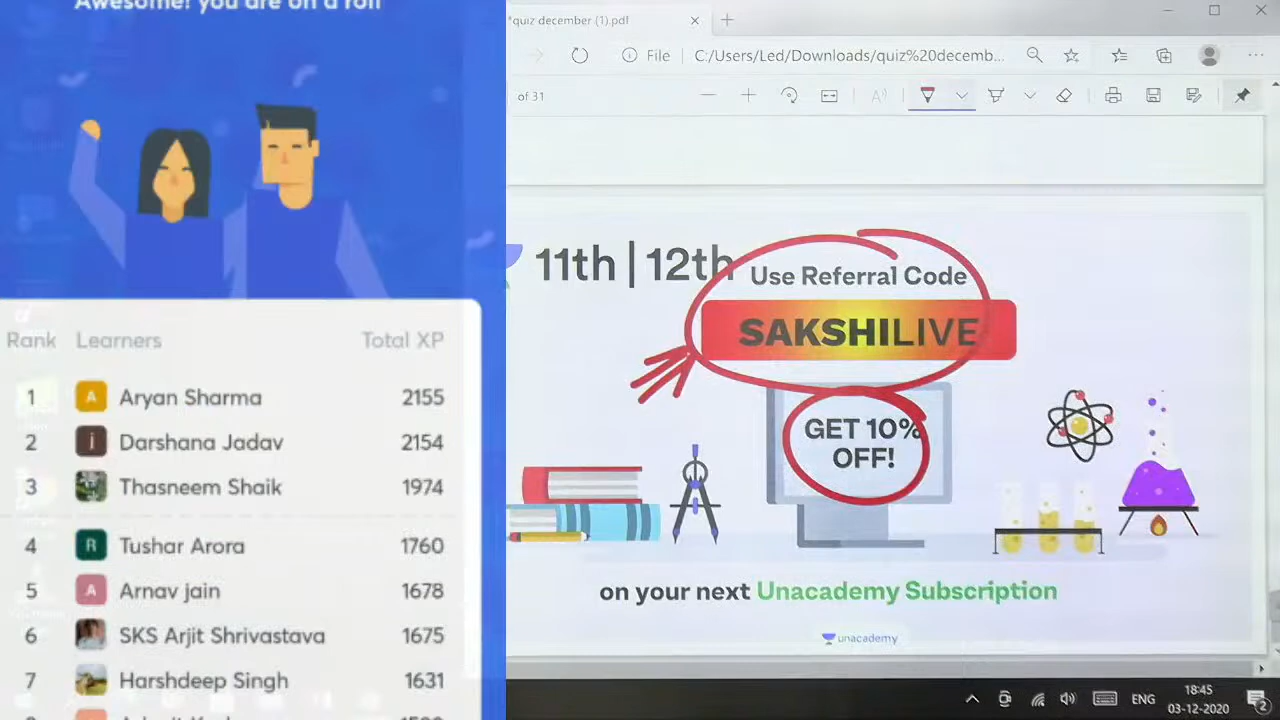 Awesome! you are on a roll
Rank Learners Total XP
1 A Aryan Sharma 2155
2 i Darshana Jadav 2154
3 Thasneem Shaik 1974
4 R Tushar Arora 1760
5 A Arnav jain 1678
6 SKS Arjit Shrivastava 1675
7 Harshdeep Singh 1631
*quiz december (1).pdf
File C:/Users/Led/Downloads/quiz%20decemb...
of 31
11th | 12th
Use Referral Code
SAKSHILIVE
GET 10%
OFF!
on your next Unacademy Subscription
unacademy
ENG
18:45
03-12-2020
2